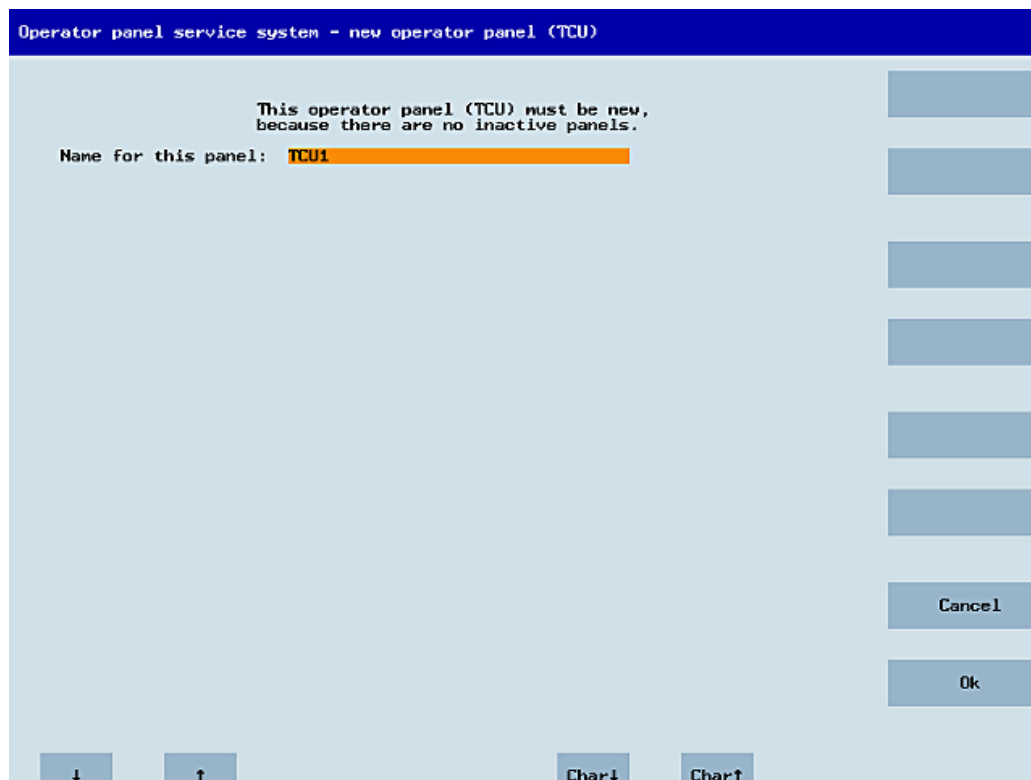 Operator panel service system - new operator panel (TCU)
This operator panel (TCU) must be new,
because there are no inactive panels.
Name for this panel: TCU1
Cancel
Ok
↓ ↑ Char↓ Char↑